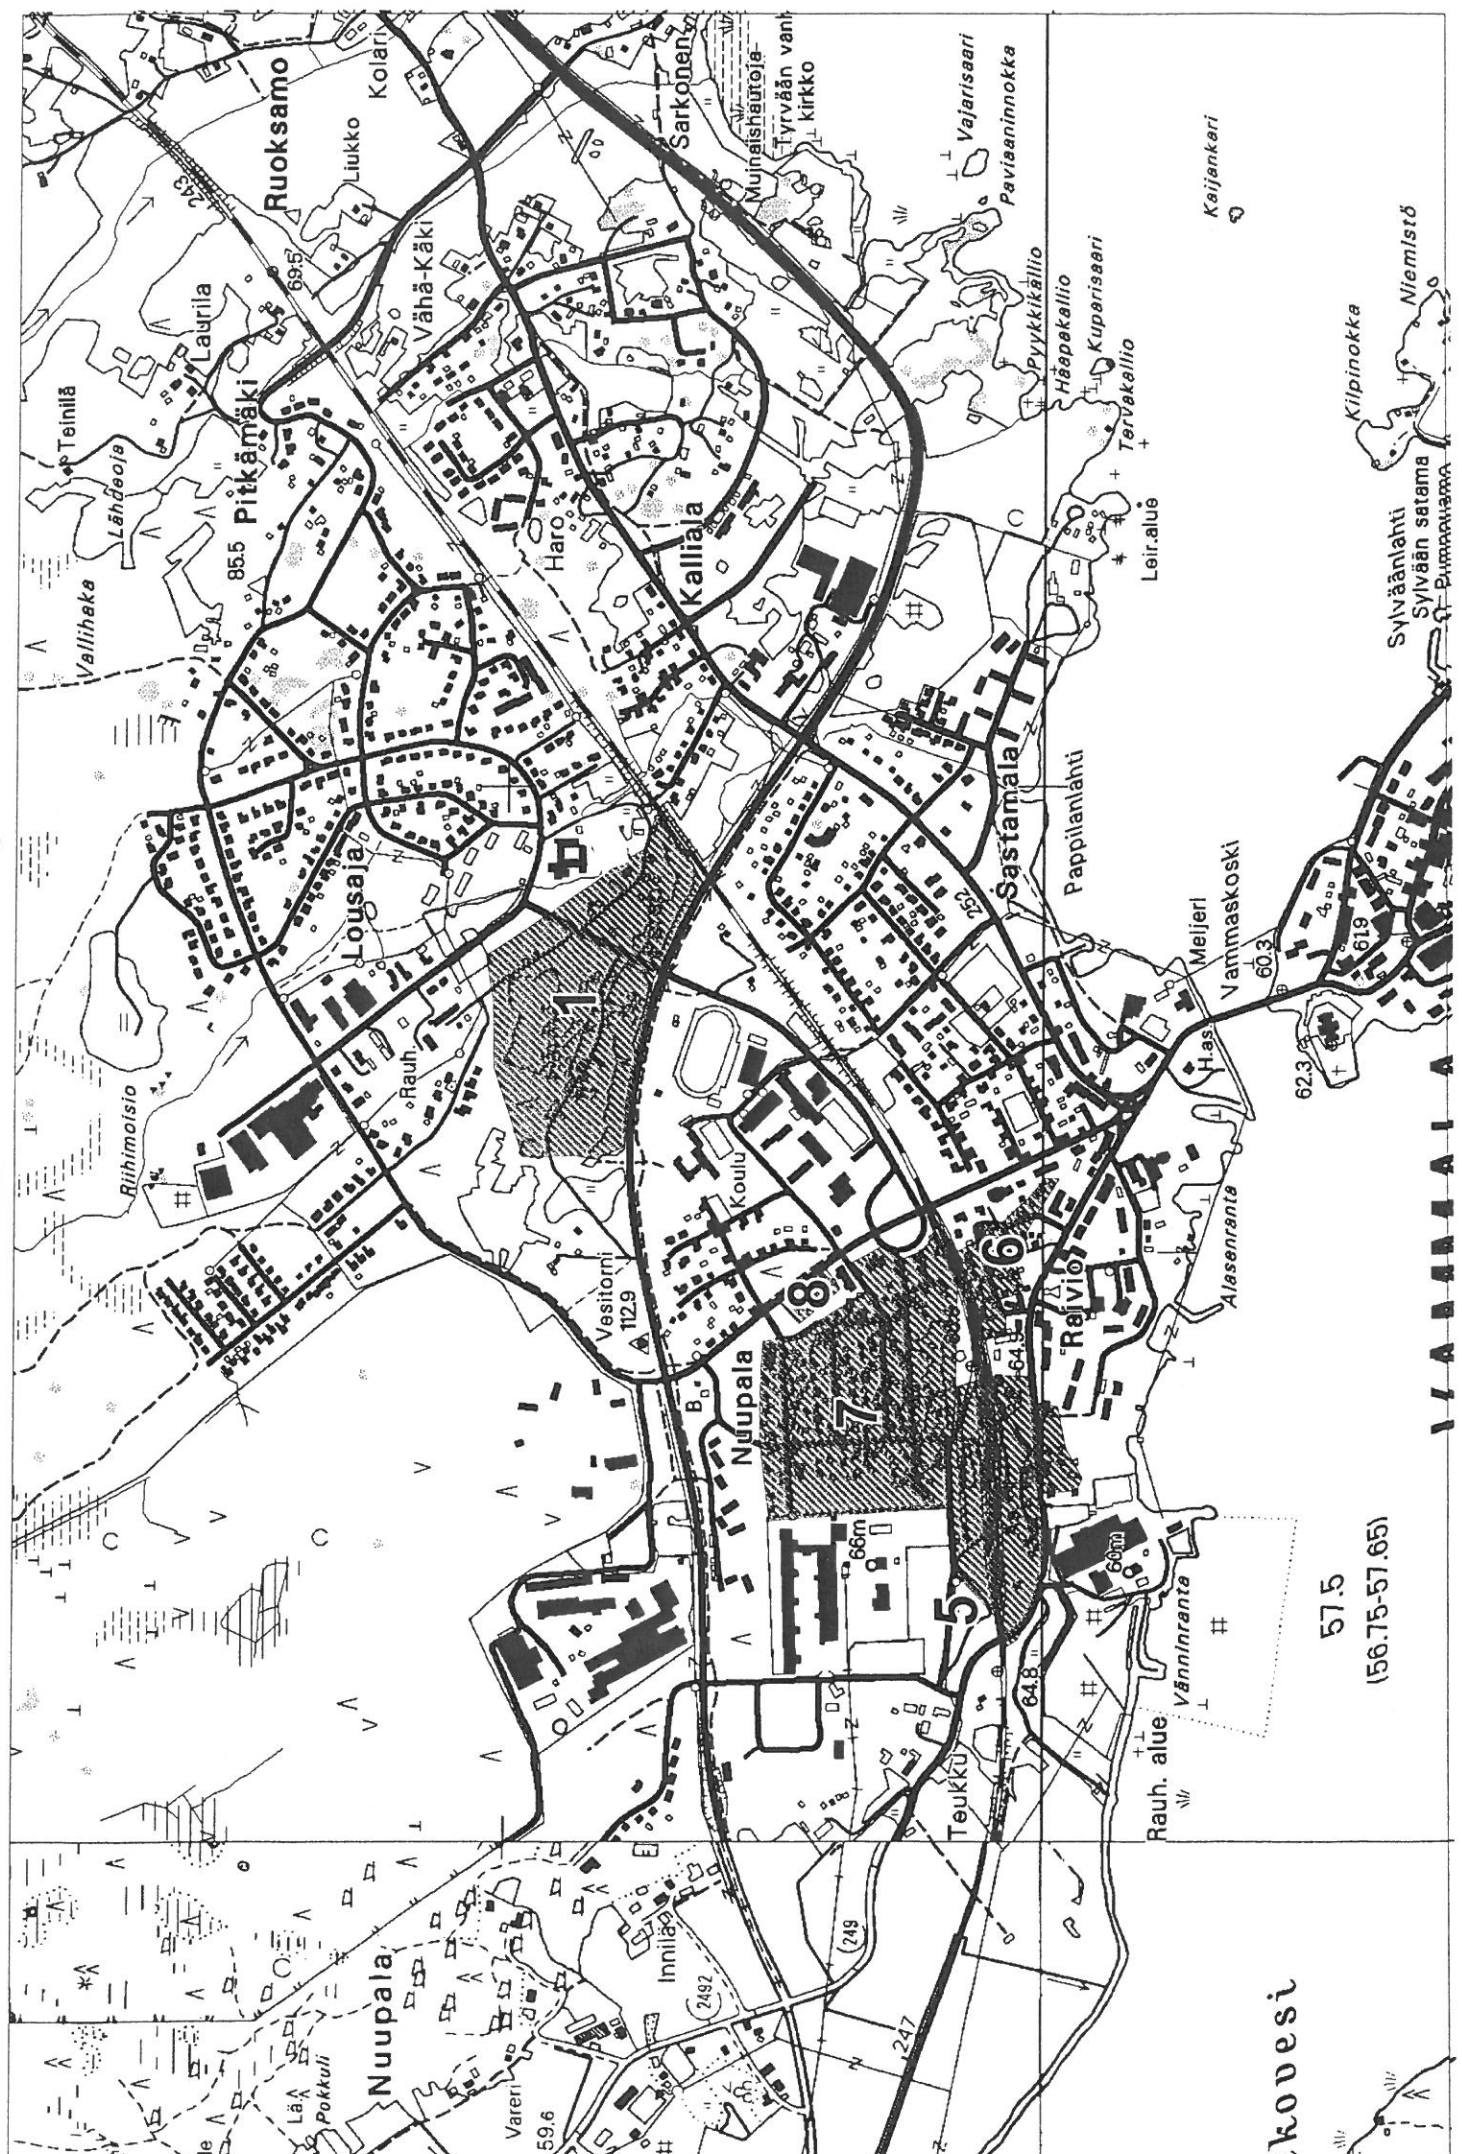 Kolari
Ruoksamo
Liukko
243
69.5
Vähä-Käki
Laurila
Teinilä
Pitkämäki
Lähdeoja
85.5
Vallihaka
Sarkonen
Muinaishautoja
Tyrvään vanh
kirkko
Vajarisaari
Paviaaninnokka
Kaijankari
Pyykkikallio
Haapakallio
Kuparisaari
Tervakallio
Niemistö
Kilpinokka
Haro
Kalliala
Leir.alue
Sylväänlahti
Sylvään satama
Lousaja
Sastamala
Pappilanlahti
252
Meijeri
Vammaskoski
60.3
61.9
62.3
H.as.
1
Rauh.
Riihimoisio
Koulu
Vesitorni
112.9
8
6
Raivio
64.9
Alasenranta
Nuupala
B
7
VAMMALA
66m
60m
5
64.8
Vänninranta
Rauh. alue
57.5
(56.75-57.65)
Teukku
Nuupala
Innilä
2492
249
247
Pokkuli
Vareri
59.6
kovesi